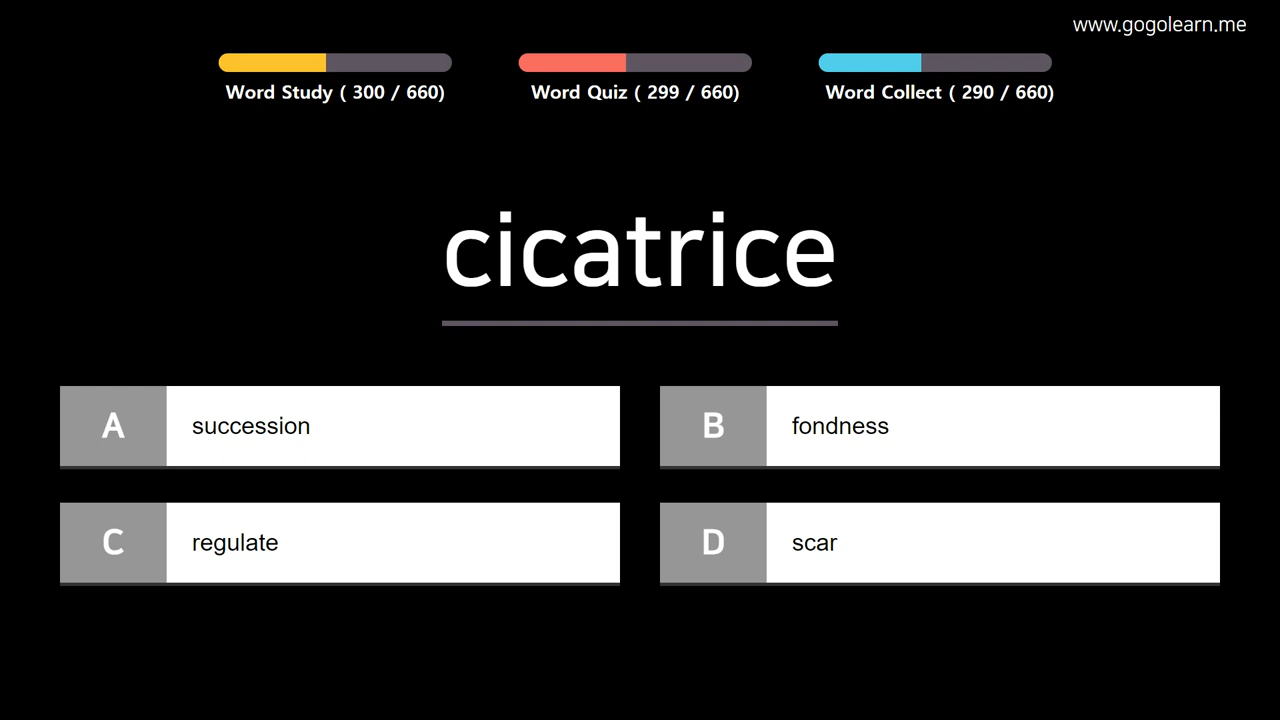 www.gogolearn.me
Word Study ( 300 / 660)
Word Quiz ( 299 / 660)
Word Collect ( 290 / 660)
cicatrice
A succession
B fondness
C regulate
D scar